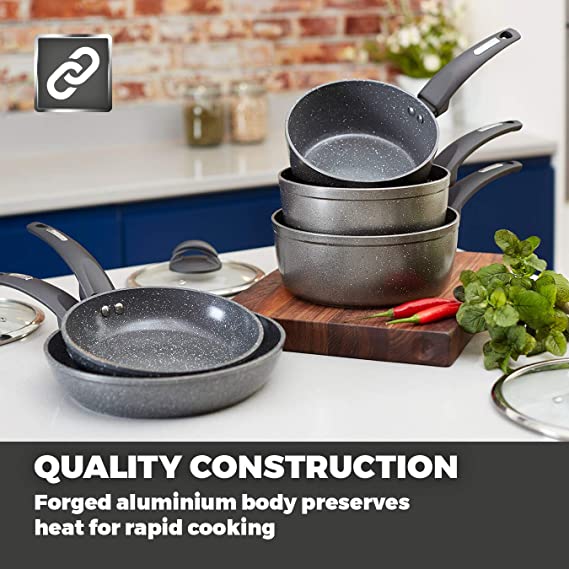 QUALITY CONSTRUCTION
Forged aluminium body preserves
heat for rapid cooking